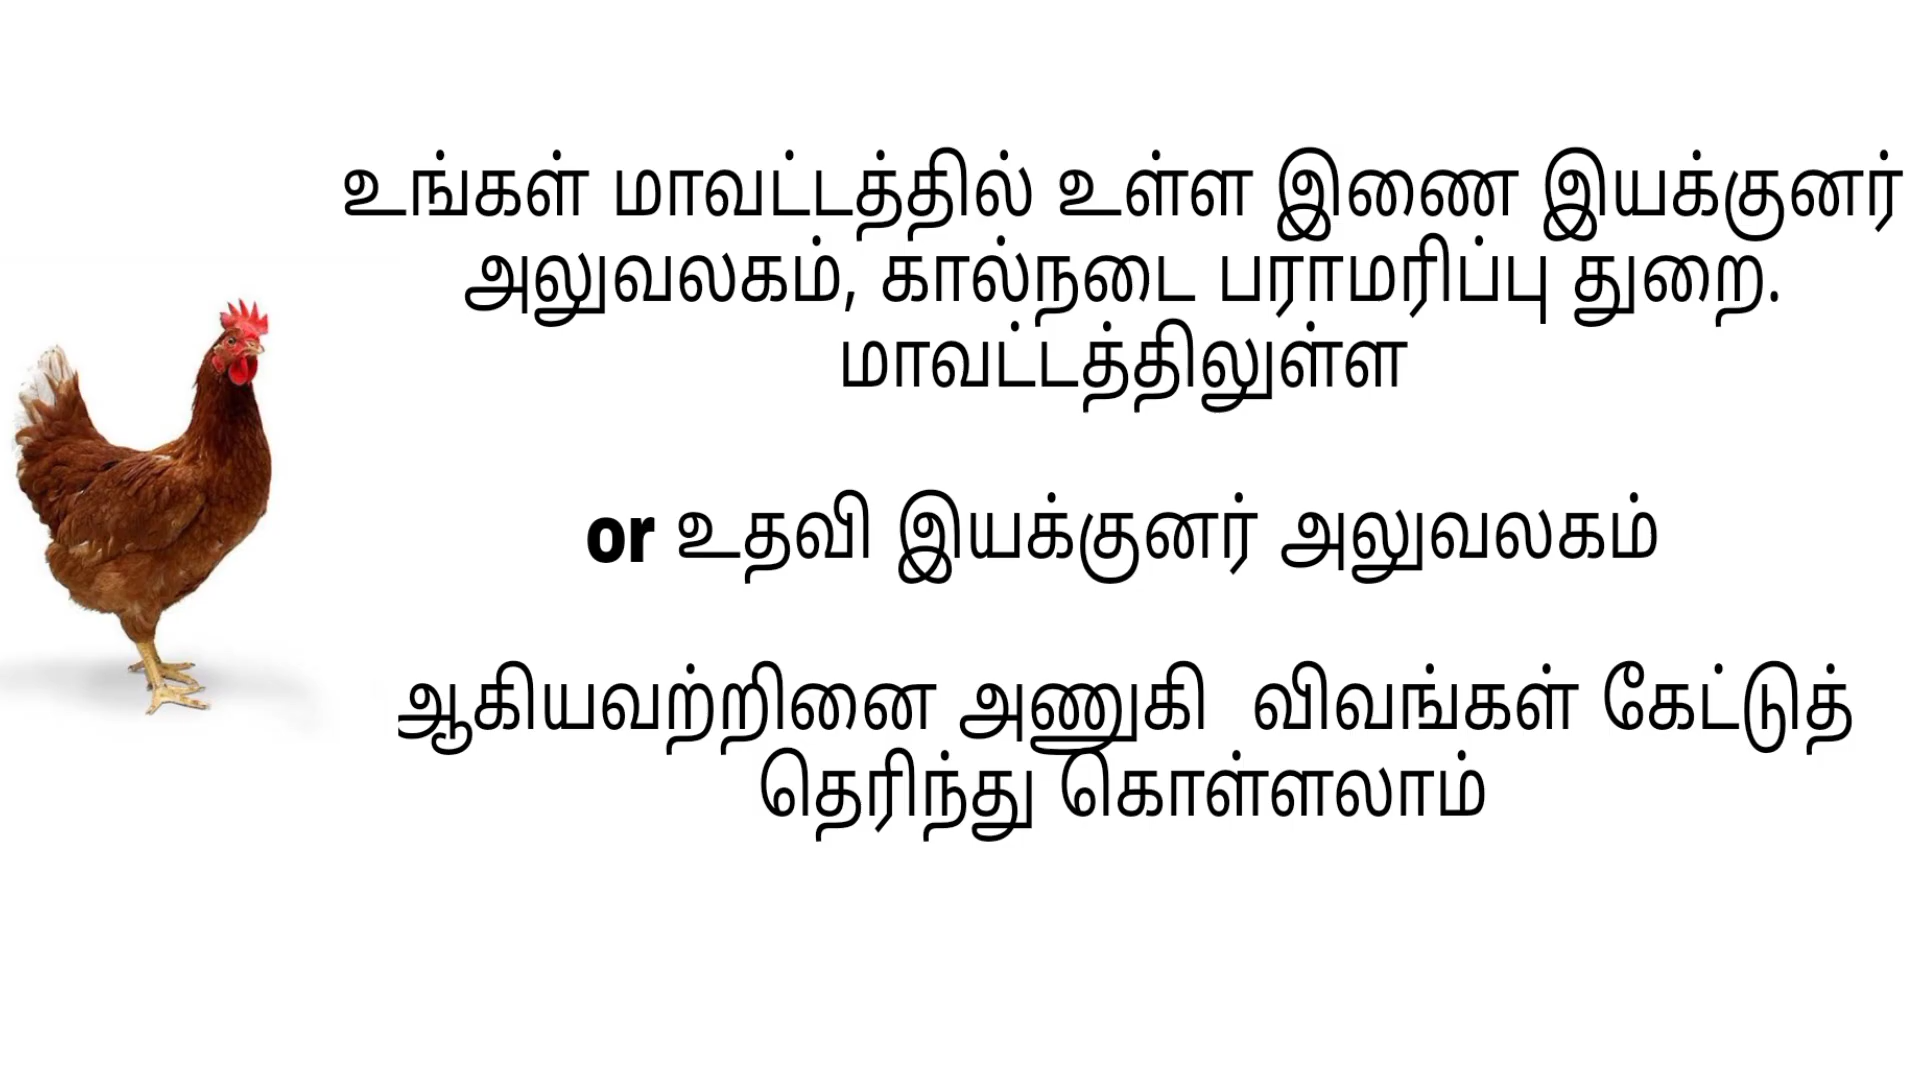 உங்கள் மாவட்டத்தில் உள்ள இணை இயக்குனர்
அலுவலகம், கால்நடை பராமரிப்பு துறை.
மாவட்டத்திலுள்ள
or உதவி இயக்குனர் அலுவலகம்
ஆகியவற்றினை அணுகி விவங்கள் கேட்டுத்
தெரிந்து கொள்ளலாம்